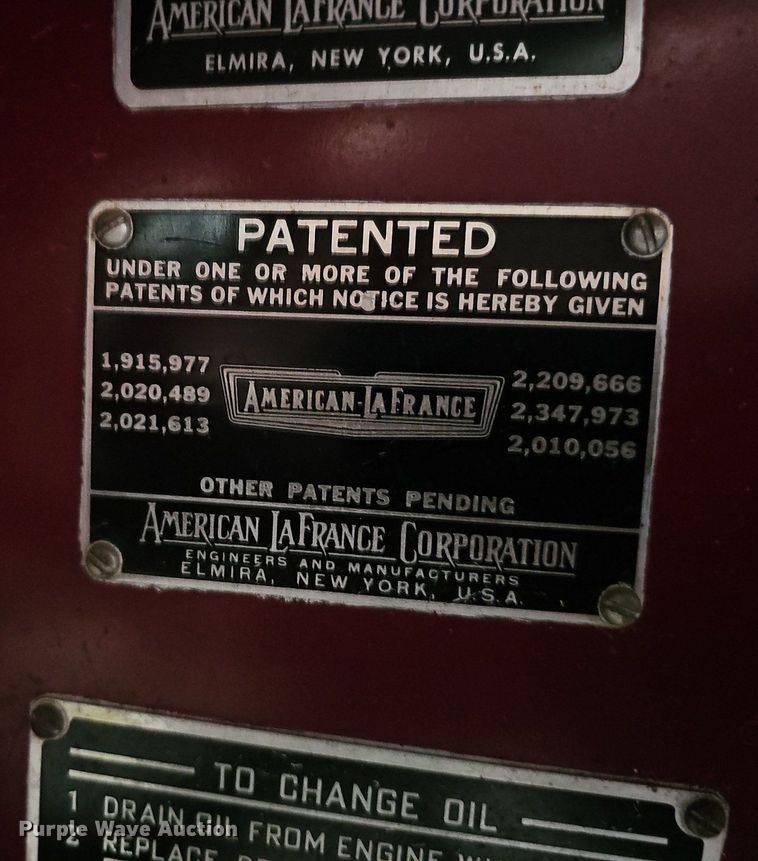 AMERICAN LAFRANCE CORPORATION
ELMIRA, NEW YORK, U.S.A.
PATENTED
UNDER ONE OR MORE OF THE FOLLOWING
PATENTS OF WHICH NOTICE IS HEREBY GIVEN
1,915,977
2,020,489
2,021,613
AMERICAN-LAFRANCE
2,209,666
2,347,973
2,010,056
OTHER PATENTS PENDING
AMERICAN LAFRANCE CORPORATION
ENGINEERS AND MANUFACTURERS
ELMIRA, NEW YORK, U.S.A.
TO CHANGE OIL
1 DRAIN OIL FROM ENGINE
2 REPLACE
Purple Wave Auction